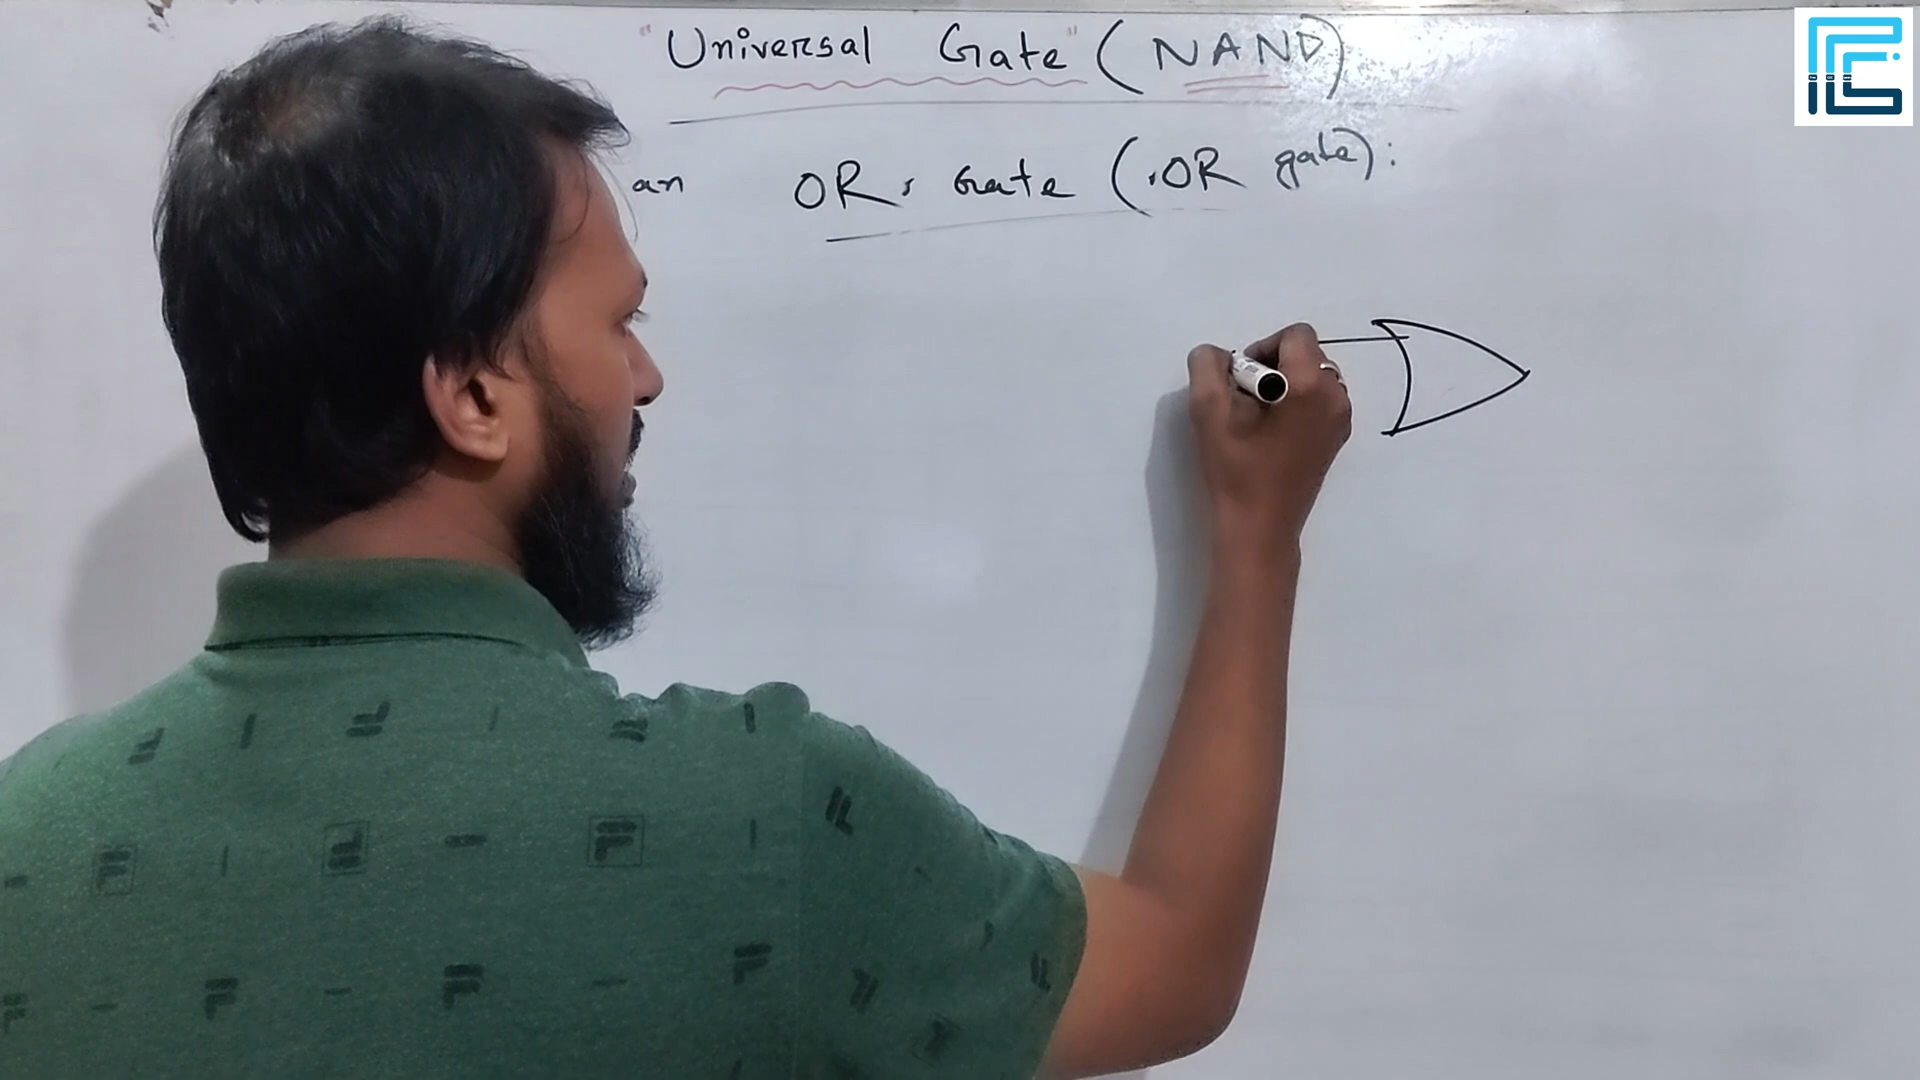 "Universal Gate" (NAND)
an OR, Gate (.OR gate):